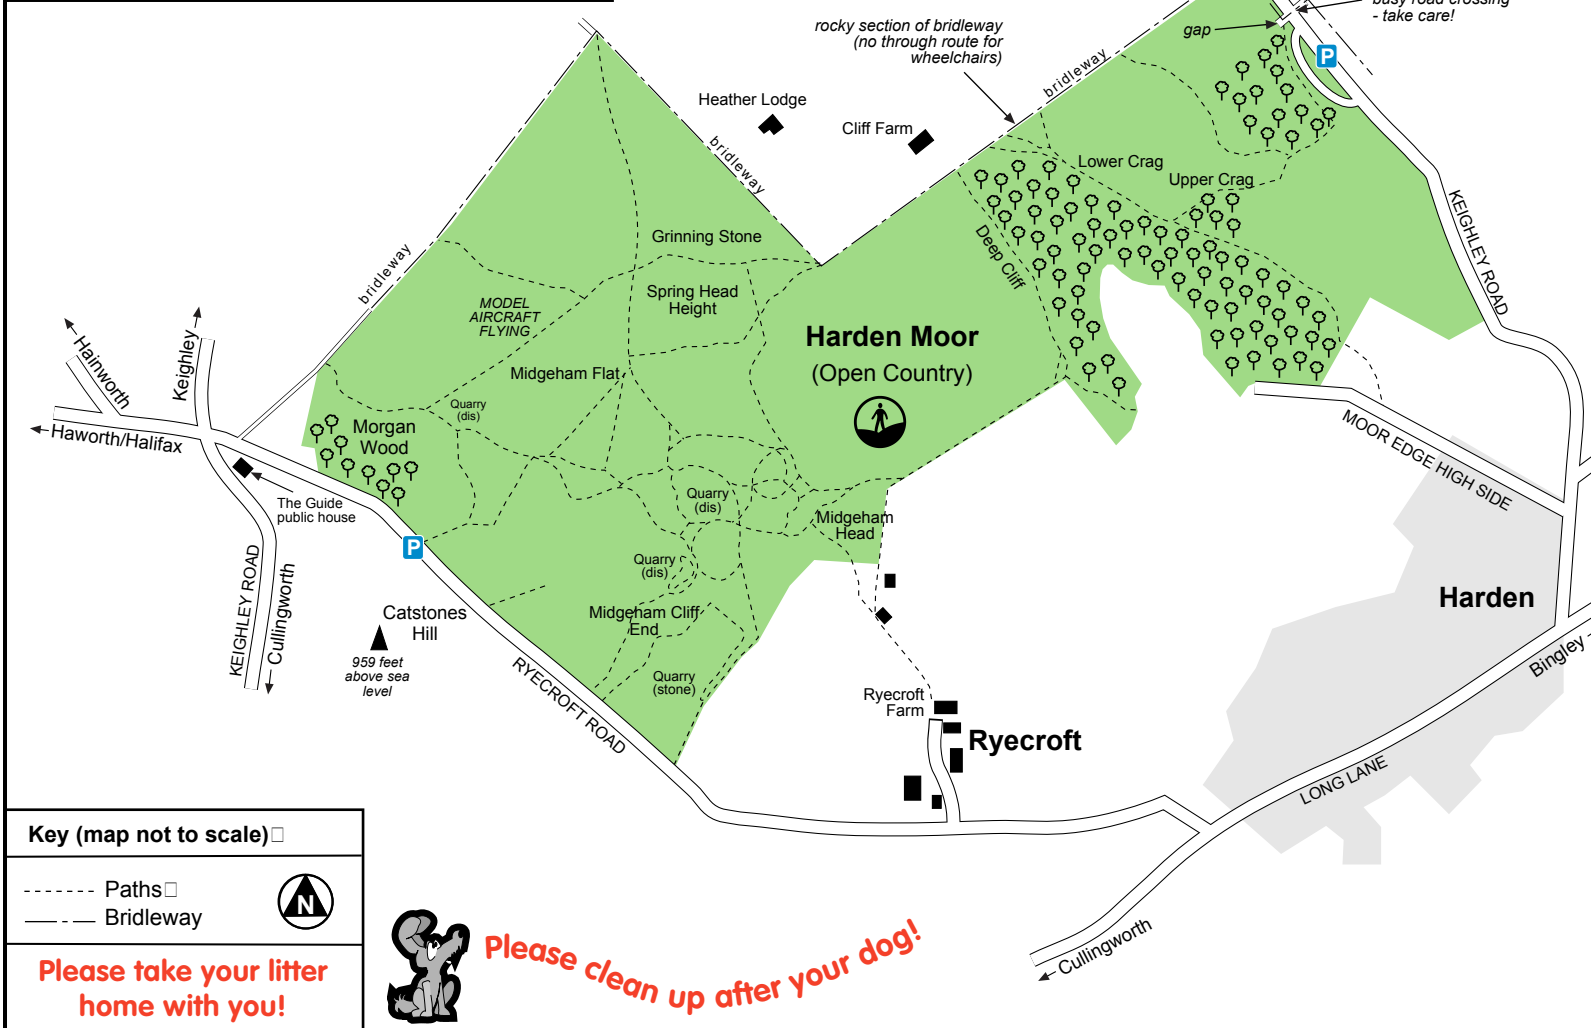 busy road crossing
- take care!
gap
rocky section of bridleway
(no through route for
wheelchairs)
bridleway
P
Heather Lodge
Cliff Farm
bridleway
Lower Crag
Upper Crag
KEIGHLEY ROAD
Deep Cliff
Grinning Stone
bridleway
Spring Head
Height
MODEL
AIRCRAFT
FLYING
Harden Moor
(Open Country)
Midgeham Flat
Hainworth
Keighley
Haworth/Halifax
Quarry
(dis)
Morgan
Wood
The Guide
public house
P
Quarry
(dis)
Midgeham
Head
MOOR EDGE HIGH SIDE
Quarry
(dis)
KEIGHLEY ROAD
Cullingworth
Catstones
Hill
959 feet
above sea
level
Midgeham Cliff
End
Quarry
(stone)
RYECROFT ROAD
Harden
Bingley
Ryecroft
Farm
Ryecroft
LONG LANE
Cullingworth
Key (map not to scale)
Paths
Bridleway
N
Please take your litter
home with you!
Please clean up after your dog!